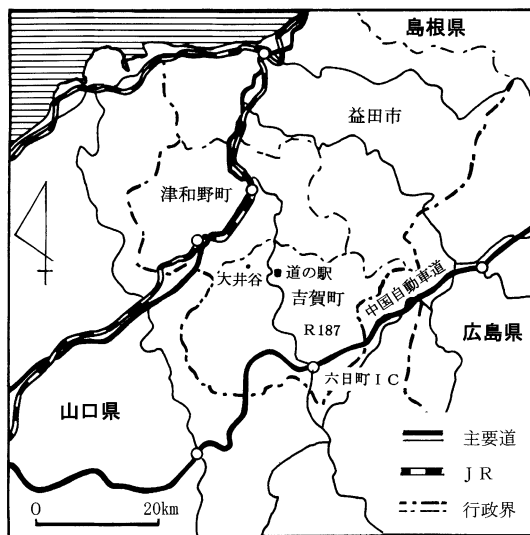 島根県
益田市
津和野町
大井谷
道の駅
吉賀町
中国自動車道
R187
広島県
六日町IC
山口県
主要道
JR
行政界
0 20km